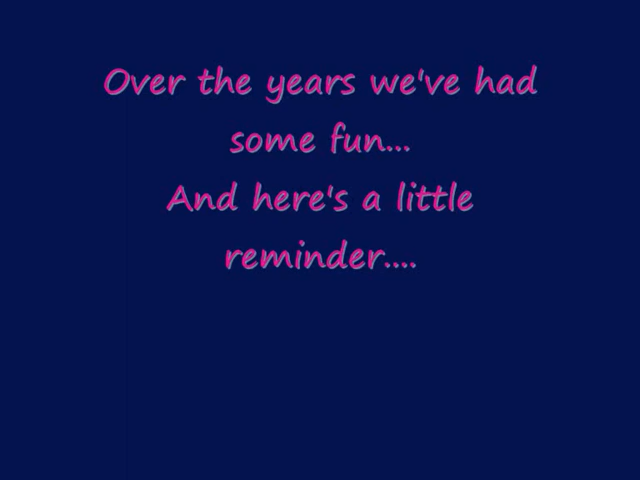 Over the years we've had
some fun...
And here's a little
reminder....